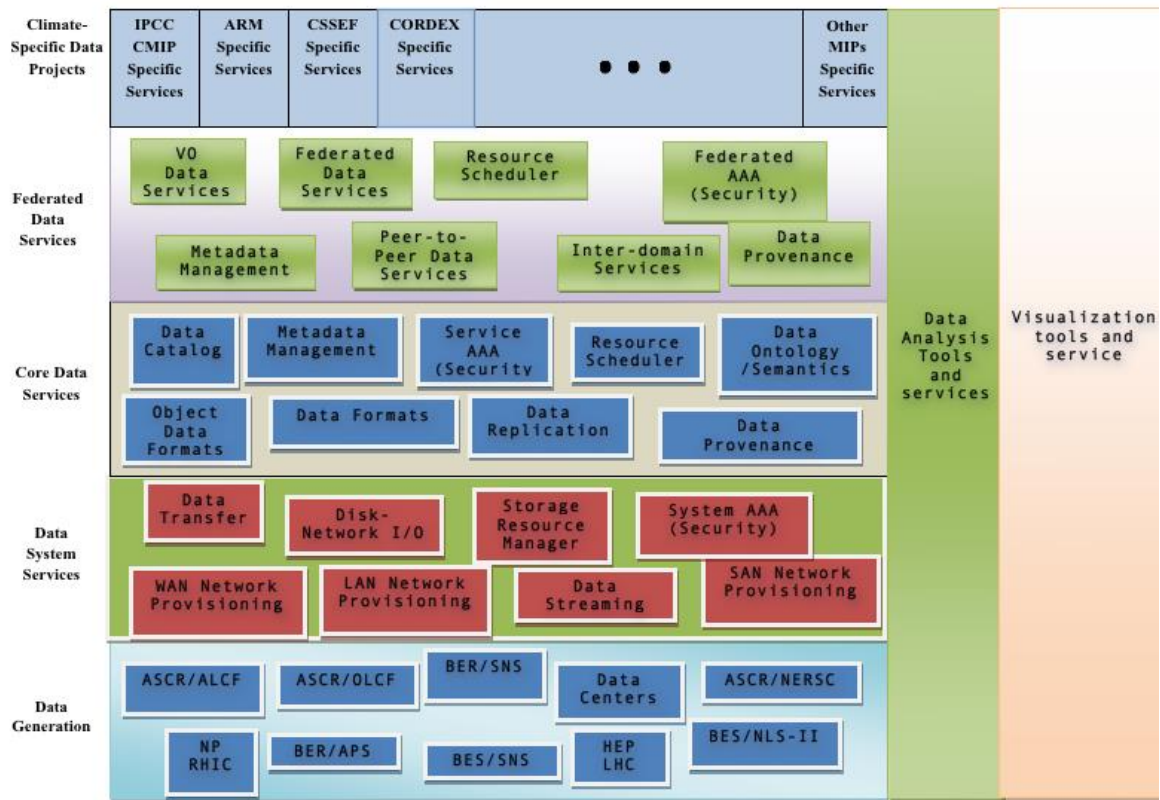 Climate-
Specific Data
Projects
IPCC
CMIP
Specific
Services
ARM
Specific
Services
CSSEF
Specific
Services
CORDEX
Specific
Services
• • •
Other
MIPs
Specific
Services
Federated
Data
Services
VO
Data
Services
Federated
Data
Services
Resource
Scheduler
Federated
AAA
(Security)
Metadata
Management
Peer-to-
Peer Data
Services
Inter-domain
Services
Data
Provenance
Core Data
Services
Data
Catalog
Metadata
Management
Service
AAA
(Security
Resource
Scheduler
Data
Ontology
/Semantics
Object
Data
Formats
Data Formats
Data
Replication
Data
Provenance
Data
System
Services
Data
Transfer
Disk-
Network I/O
Storage
Resource
Manager
System AAA
(Security)
WAN Network
Provisioning
LAN Network
Provisioning
Data
Streaming
SAN Network
Provisioning
Data
Generation
ASCR/ALCF
ASCR/OLCF
BER/SNS
Data
Centers
ASCR/NERSC
NP
RHIC
BER/APS
BES/SNS
HEP
LHC
BES/NLS-II
Data
Analysis
Tools
and
services
Visualization
tools and
service